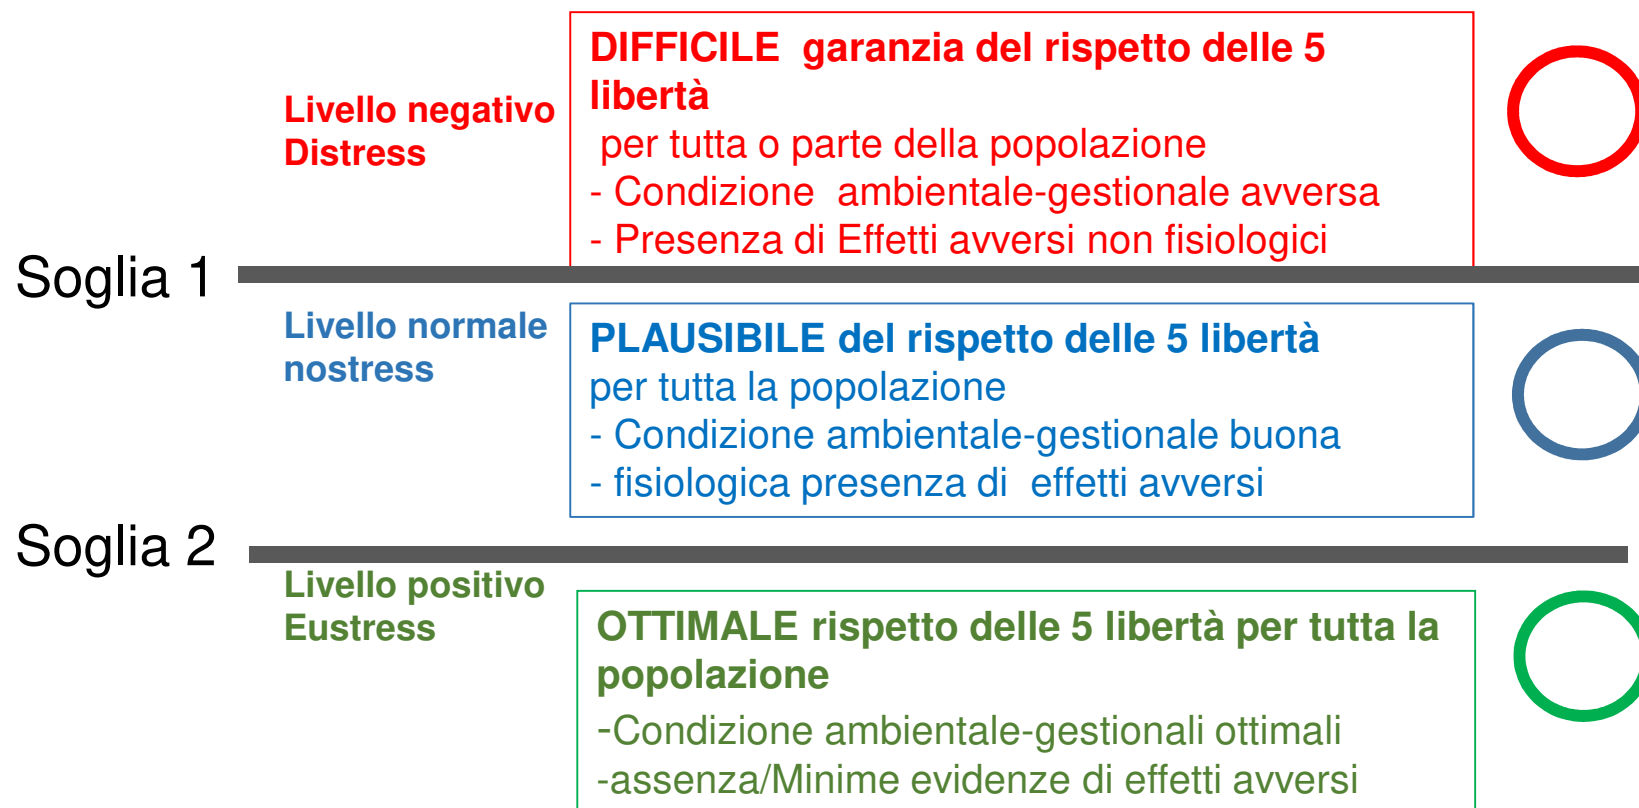 Livello negativo
Distress
DIFFICILE garanzia del rispetto delle 5
libertà
per tutta o parte della popolazione
- Condizione ambientale-gestionale avversa
- Presenza di Effetti avversi non fisiologici
Soglia 1
Livello normale
nostress
PLAUSIBILE del rispetto delle 5 libertà
per tutta la popolazione
- Condizione ambientale-gestionale buona
- fisiologica presenza di effetti avversi
Soglia 2
Livello positivo
Eustress
OTTIMALE rispetto delle 5 libertà per tutta la
popolazione
-Condizione ambientale-gestionali ottimali
-assenza/Minime evidenze di effetti avversi